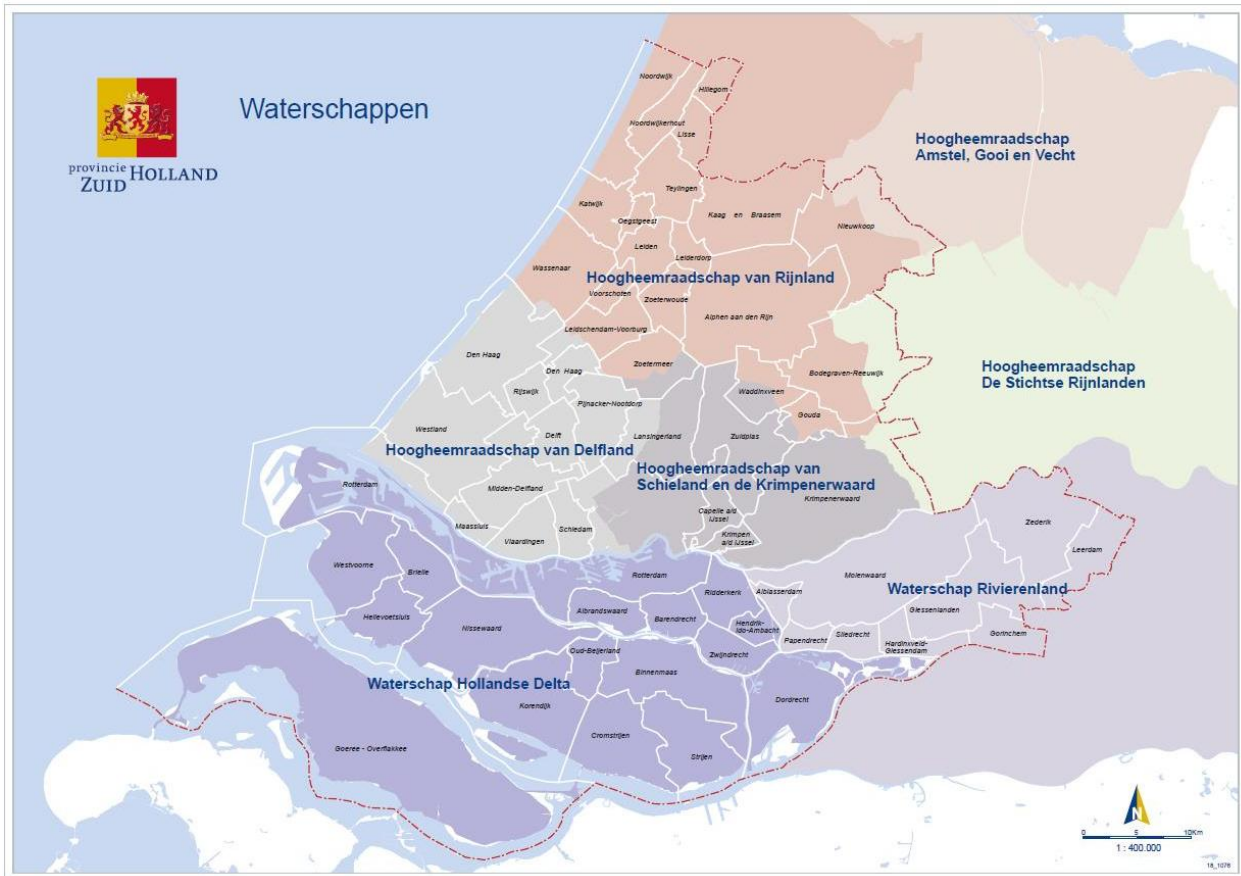 Waterschappen
provincie HOLLAND
ZUID
Noordwijk
Hillegom
Noordwijkerhout
Lisse
Hoogheemraadschap
Amstel, Gooi en Vecht
Teylingen
Katwijk
Oegstgeest
Kaag en Braasem
Nieuwkoop
Leiden
Leiderdorp
Wassenaar
Hoogheemraadschap van Rijnland
Voorschoten
Zoeterwoude
Alphen aan den Rijn
Leidschendam-Voorburg
Den Haag
Den Haag
Zoetermeer
Hoogheemraadschap
De Stichtse Rijnlanden
Bodegraven-Reeuwijk
Rijswijk
Waddinxveen
Pijnacker-Nootdorp
Gouda
Westland
Delft
Lansingerland
Zuidplas
Hoogheemraadschap van Delfland
Hoogheemraadschap van
Schieland en de Krimpenerwaard
Rotterdam
Midden-Delfland
Krimpenerwaard
Capelle a/d
IJssel
Maassluis
Schiedam
Vlaardingen
Krimpen
a/d IJssel
Zederik
Leerdam
Westvoorne
Brielle
Rotterdam
Molenwaard
Ridderkerk
Alblasserdam
Waterschap Rivierenland
Hellevoetsluis
Albrandswaard
Barendrecht
Giessenlanden
Nissewaard
Hendrik-
Ido-Ambacht
Papendrecht
Sliedrecht
Gorinchem
Hardinxveld-
Giessendam
Oud-Beijerland
Zwijndrecht
Binnenmaas
Waterschap Hollandse Delta
Korendijk
Dordrecht
Cromstrijen
Goeree - Overflakkee
Strijen
N
0 5 10Km
1 : 400.000
16_1076